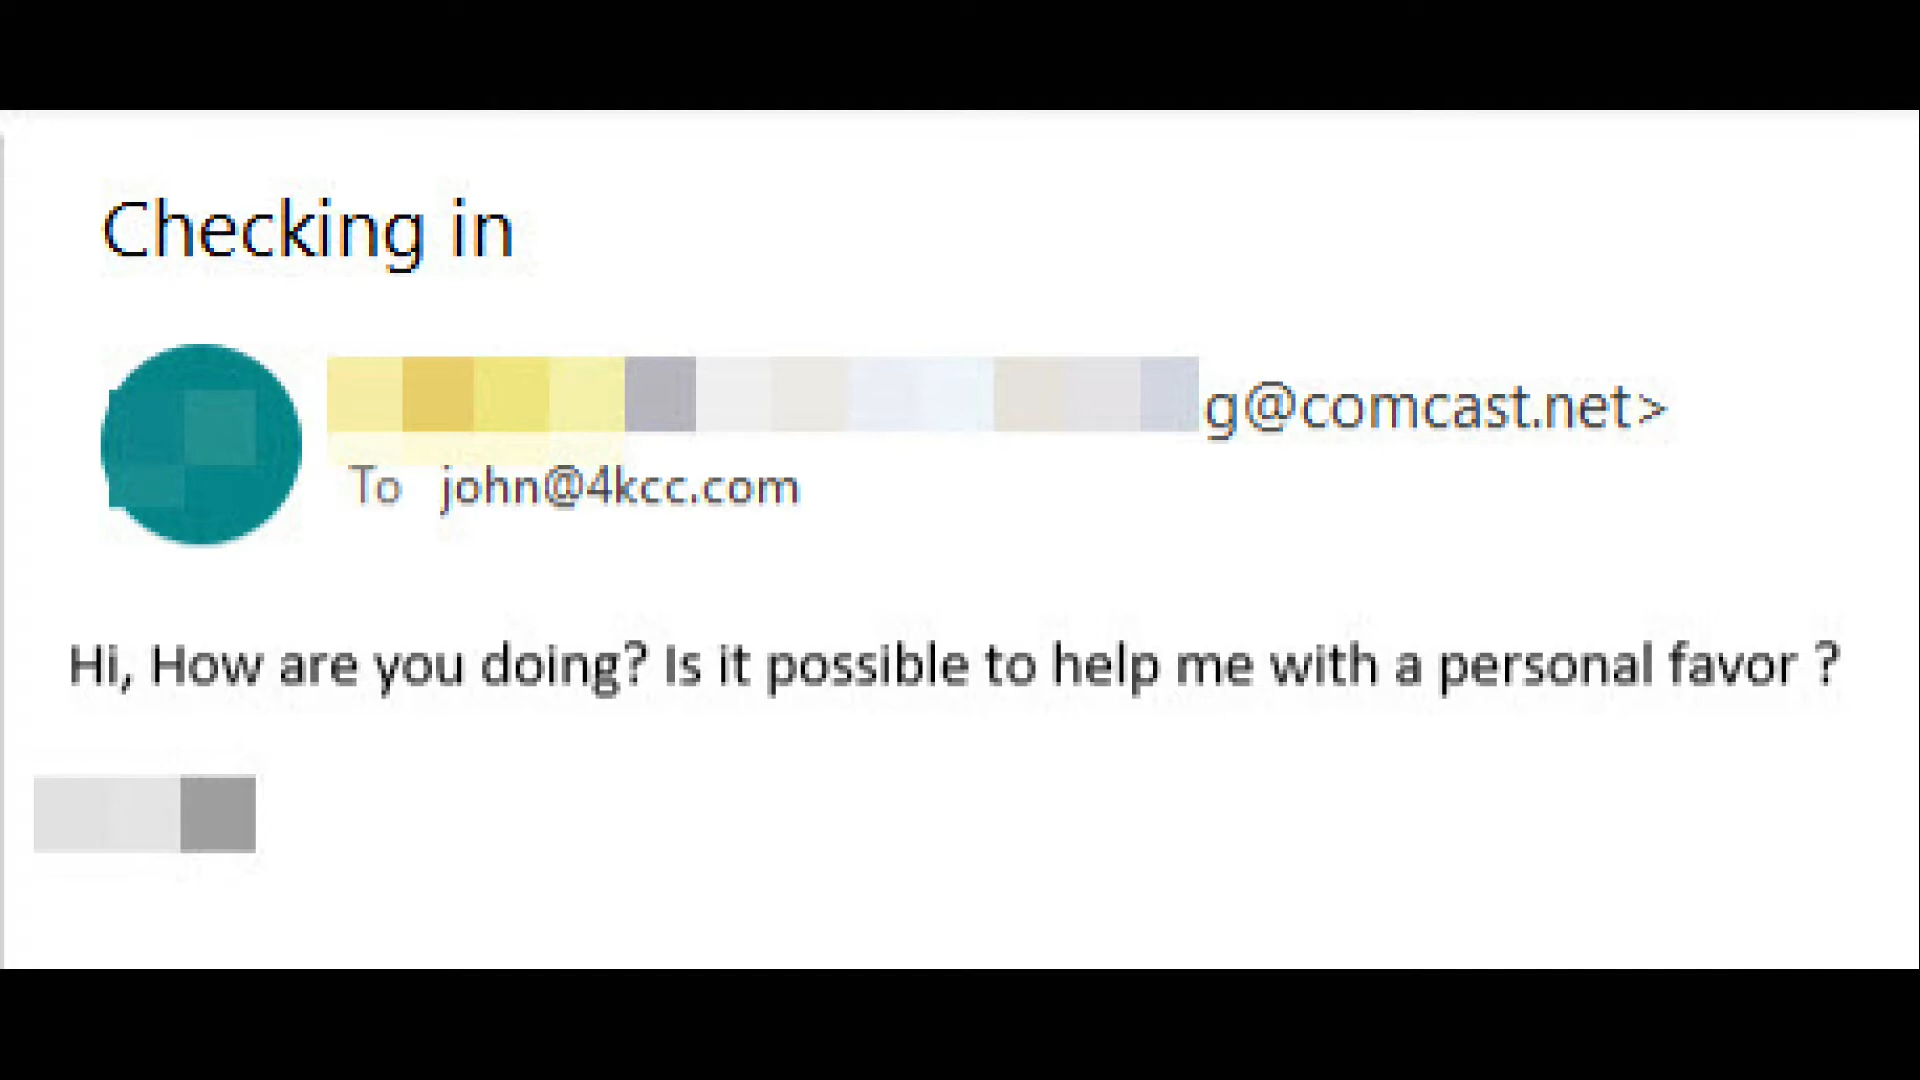 Checking in
g@comcast.net>
To john@4kcc.com
Hi, How are you doing? Is it possible to help me with a personal favor ?